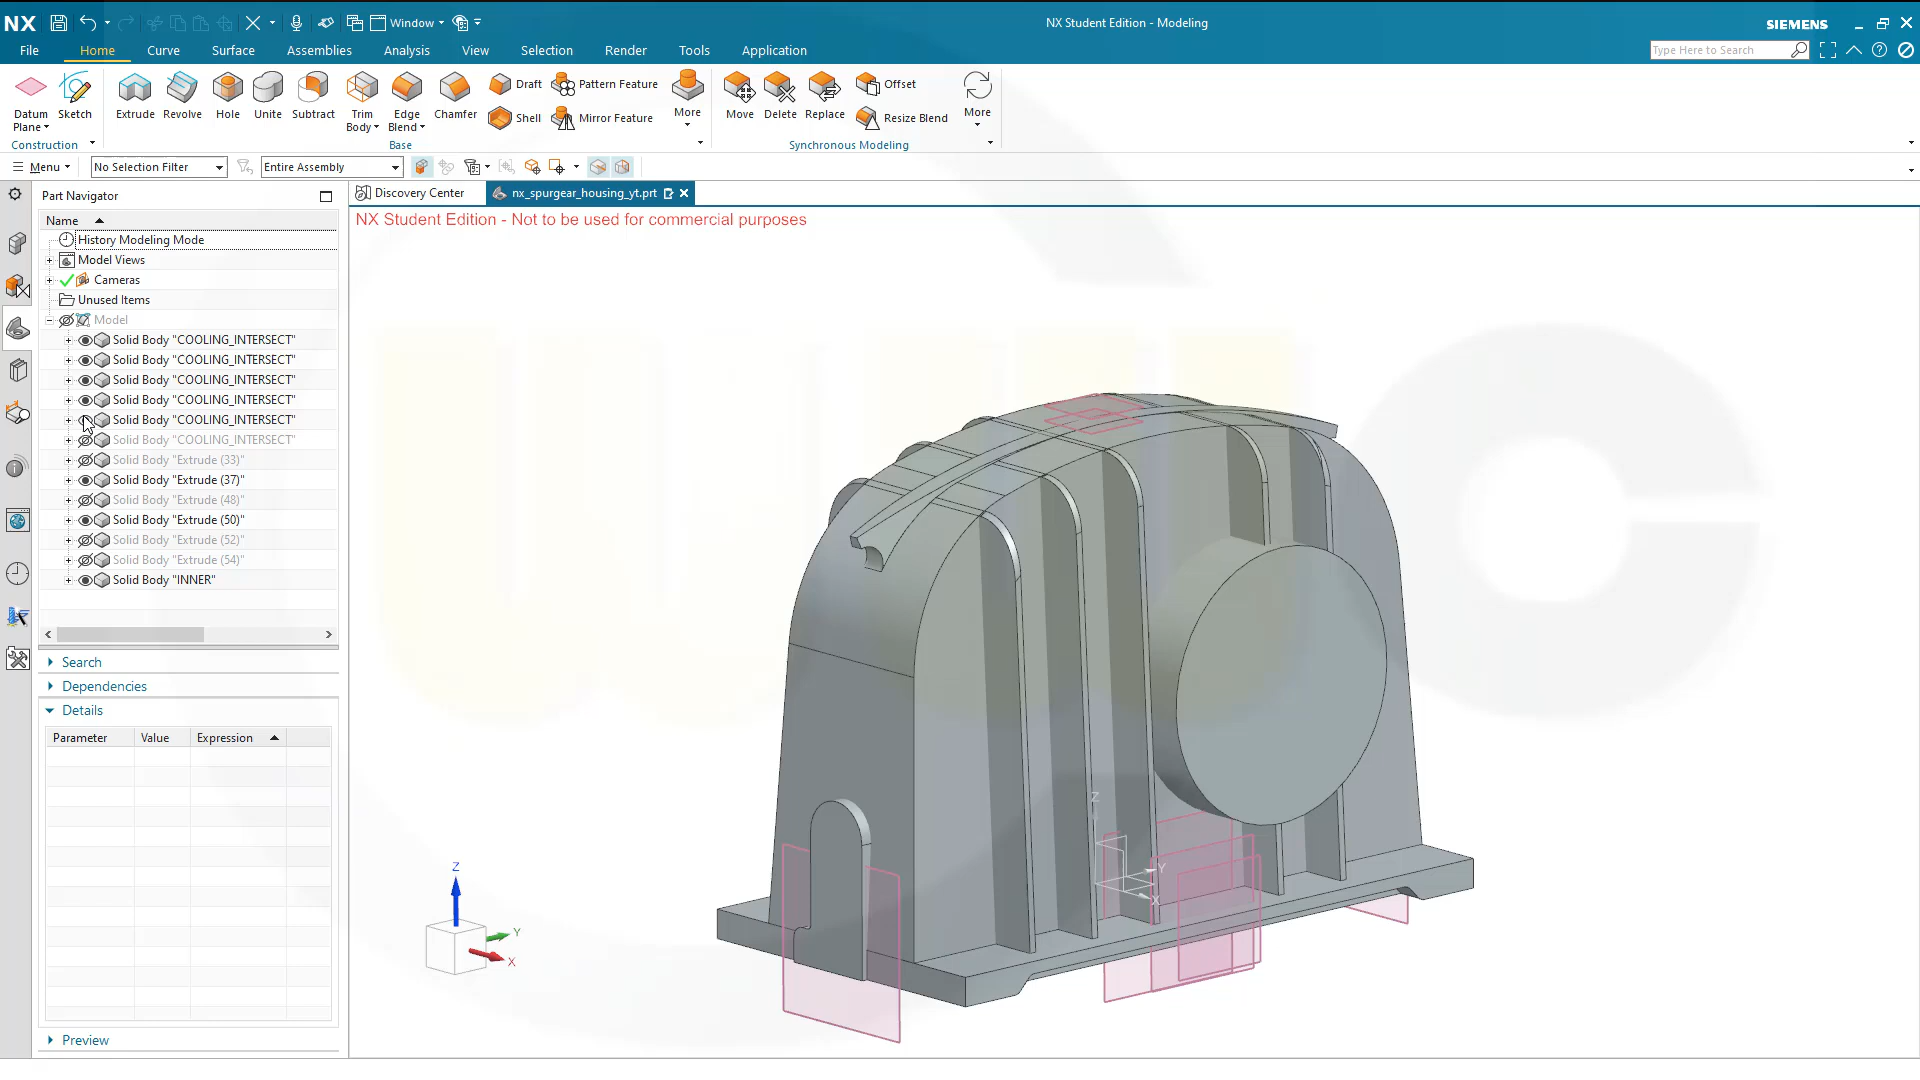 NX
Window
NX Student Edition - Modeling
SIEMENS
File Home Curve Surface Assemblies Analysis View Selection Render Tools Application
Type Here to Search
Datum Plane
Sketch
Extrude
Revolve
Hole
Unite
Subtract
Trim Body
Edge Blend
Chamfer
Draft
Shell
Pattern Feature
Mirror Feature
More
Move
Delete
Replace
Offset
Resize Blend
More
Construction
Base
Synchronous Modeling
Menu
No Selection Filter
Entire Assembly
Part Navigator
Discovery Center
nx_spurgear_housing_yt.prt
NX Student Edition - Not to be used for commercial purposes
Name
History Modeling Mode
Model Views
Cameras
Unused Items
Model
Solid Body "COOLING_INTERSECT"
Solid Body "COOLING_INTERSECT"
Solid Body "COOLING_INTERSECT"
Solid Body "COOLING_INTERSECT"
Solid Body "COOLING_INTERSECT"
Solid Body "COOLING_INTERSECT"
Solid Body "Extrude (33)"
Solid Body "Extrude (37)"
Solid Body "Extrude (48)"
Solid Body "Extrude (50)"
Solid Body "Extrude (52)"
Solid Body "Extrude (54)"
Solid Body "INNER"
Search
Dependencies
Details
Parameter Value Expression
Preview
Z
Y
X
Z
Y
X